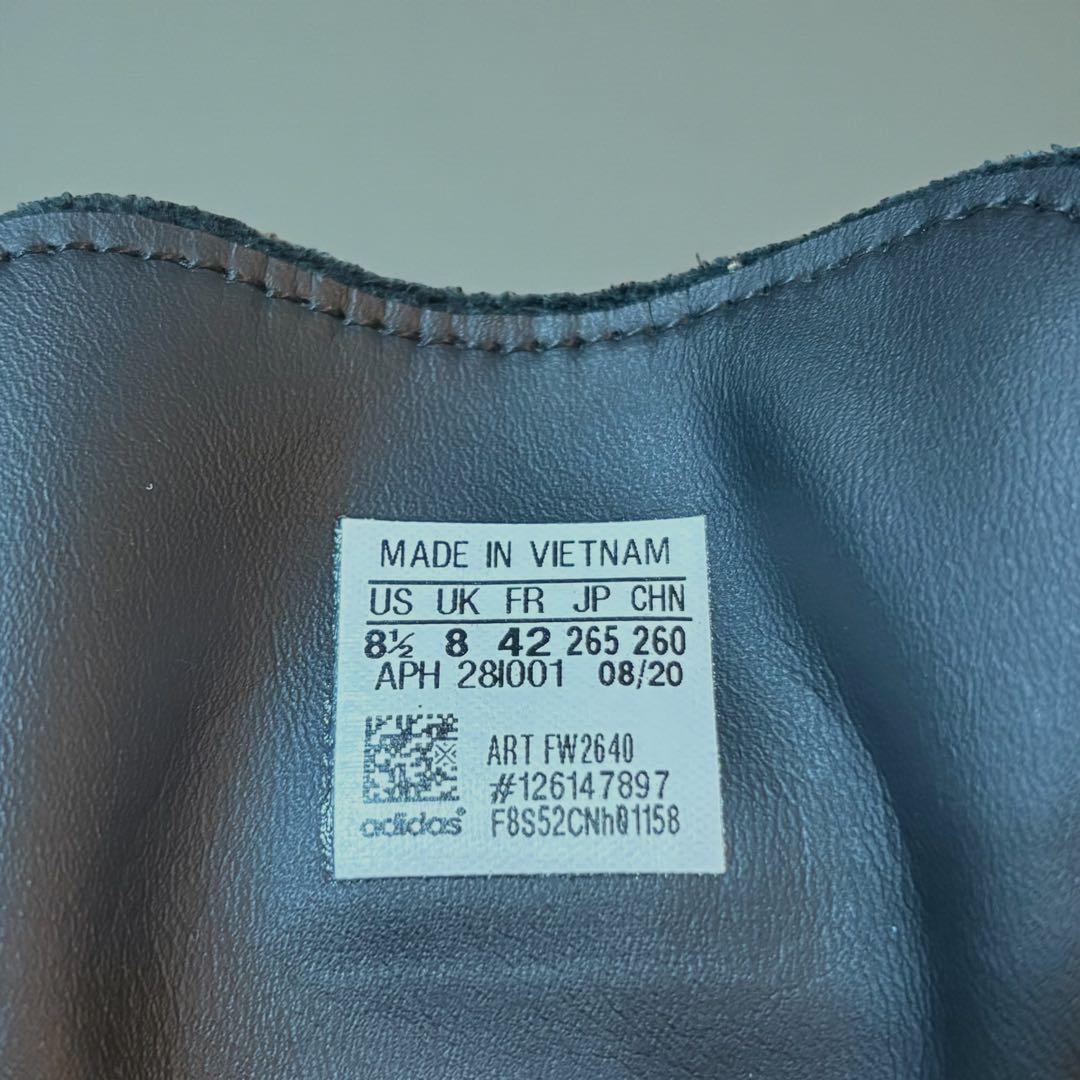 MADE IN VIETNAM
US UK FR JP CHN
8½ 8 42 265 260
APH 28I001 08/20
ART FW2640
#126147897
F8S52CNh01158
adidas®